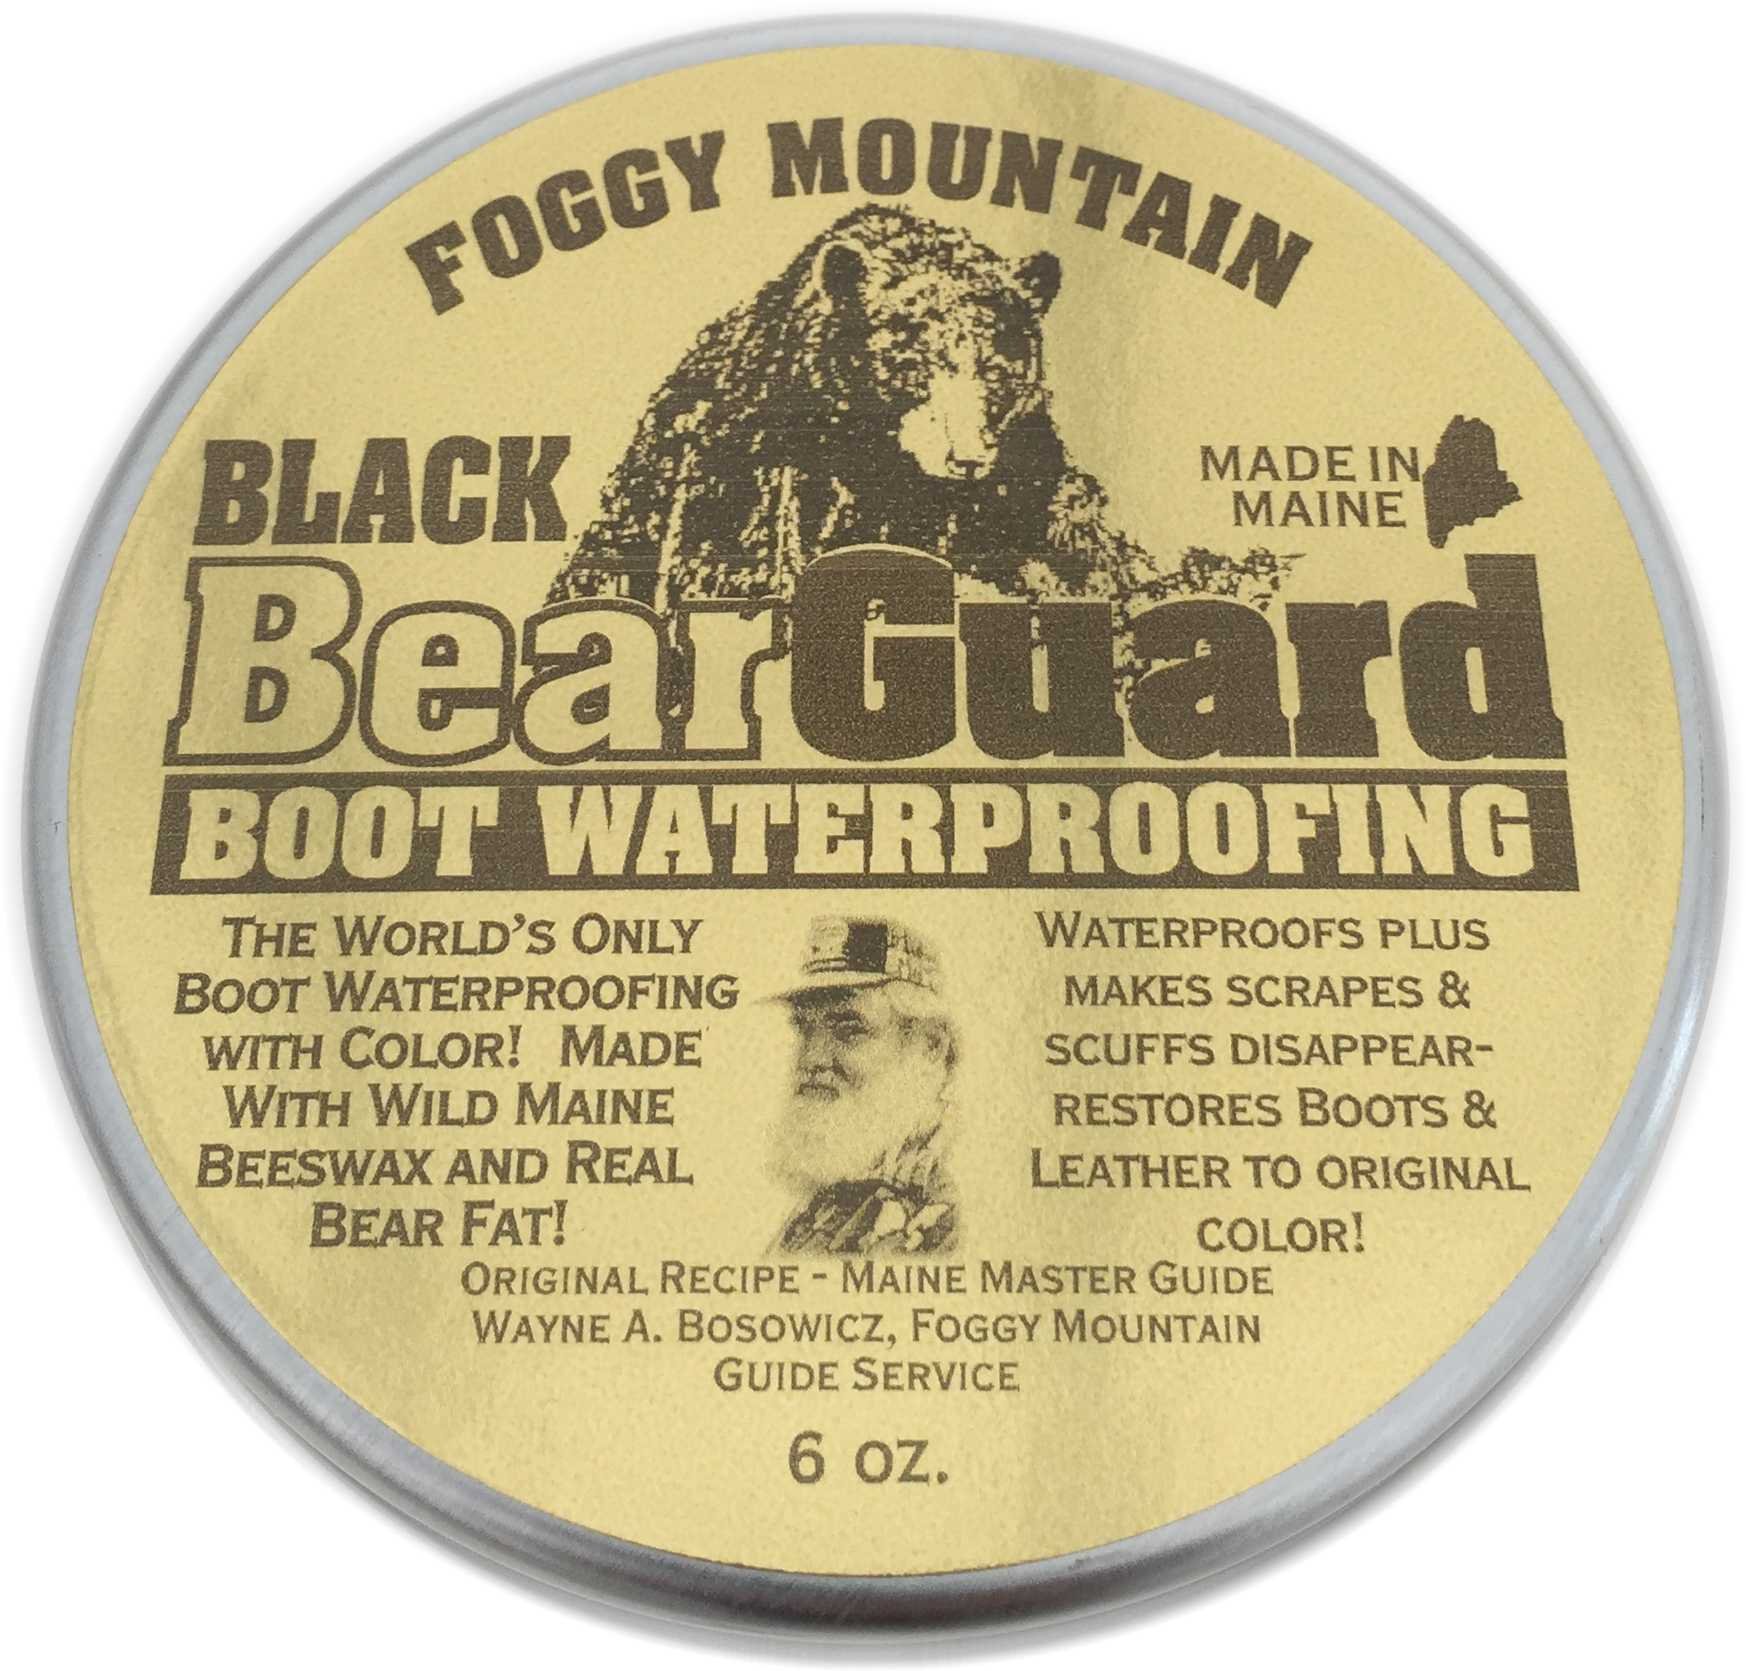 FOGGY MOUNTAIN
BLACK
MADE IN
MAINE
BearGuard
BOOT WATERPROOFING
THE WORLD'S ONLY
BOOT WATERPROOFING
WITH COLOR! MADE
WITH WILD MAINE
BEESWAX AND REAL
BEAR FAT!
WATERPROOFS PLUS
MAKES SCRAPES &
SCUFFS DISAPPEAR-
RESTORES BOOTS &
LEATHER TO ORIGINAL
COLOR!
ORIGINAL RECIPE - MAINE MASTER GUIDE
WAYNE A. BOSOWICZ, FOGGY MOUNTAIN
GUIDE SERVICE
6 OZ.